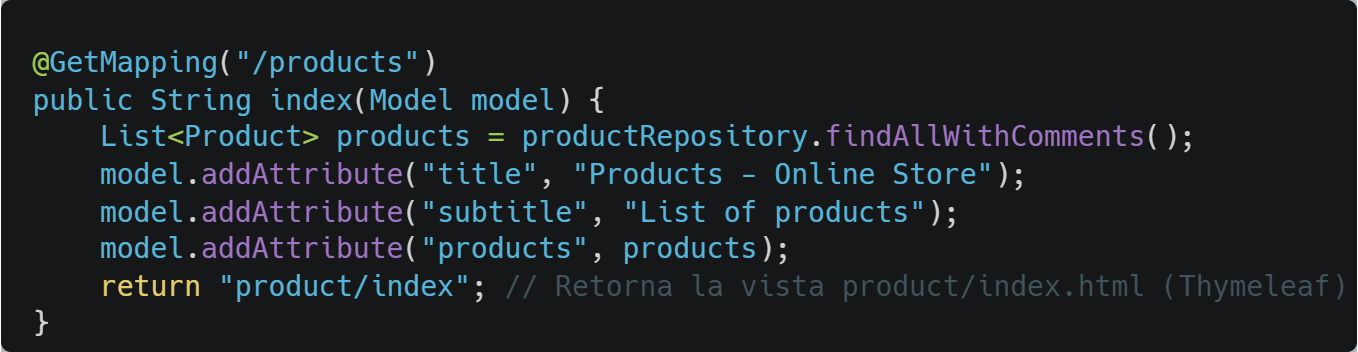 @GetMapping("/products")
public String index(Model model) {
    List<Product> products = productRepository.findAllWithComments();
    model.addAttribute("title", "Products - Online Store");
    model.addAttribute("subtitle", "List of products");
    model.addAttribute("products", products);
    return "product/index"; // Retorna la vista product/index.html (Thymeleaf)
}